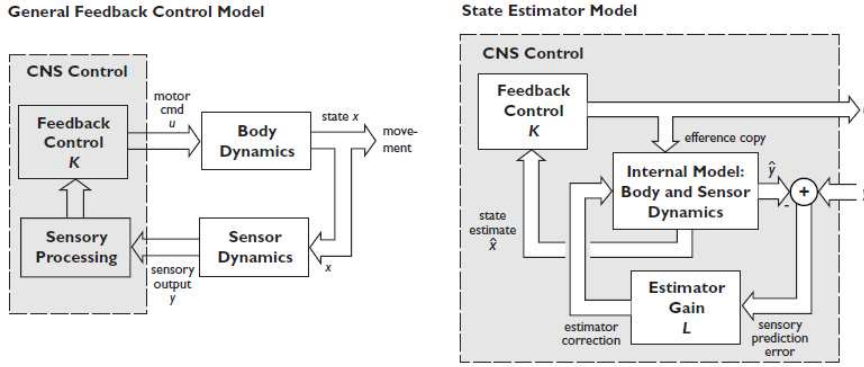 General Feedback Control Model
CNS Control
Feedback
Control
K
motor
cmd
u
Body
Dynamics
state x
move-
ment
Sensory
Processing
sensory
output
y
Sensor
Dynamics
x
State Estimator Model
CNS Control
Feedback
Control
K
efference copy
Internal Model:
Body and Sensor
Dynamics
ŷ
+
-
state
estimate
x̂
Estimator
Gain
L
estimator
correction
sensory
prediction
error